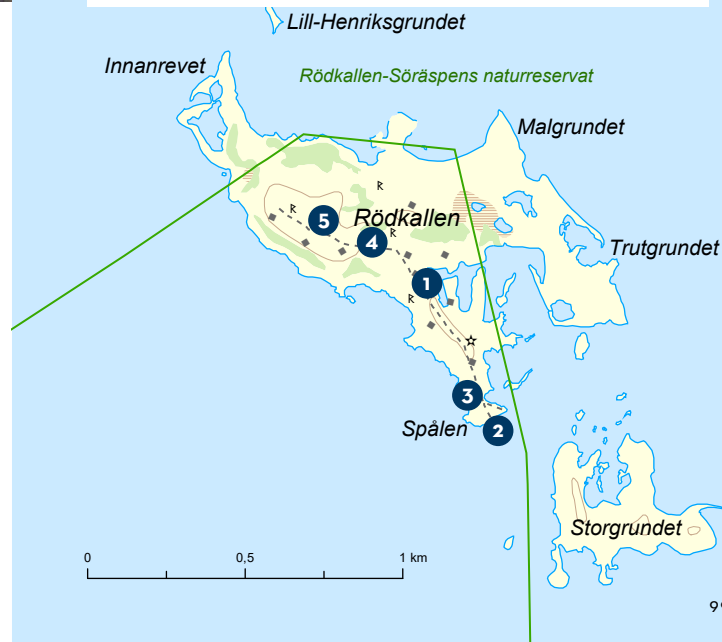 Lill-Henriksgrundet
Innanrevet
Rödkallen-Söräspens naturreservat
Malgrundet
R
5
Rödkallen
R
R
4
Trutgrundet
1
R
3
Spålen
2
Storgrundet
0
0,5
1 km